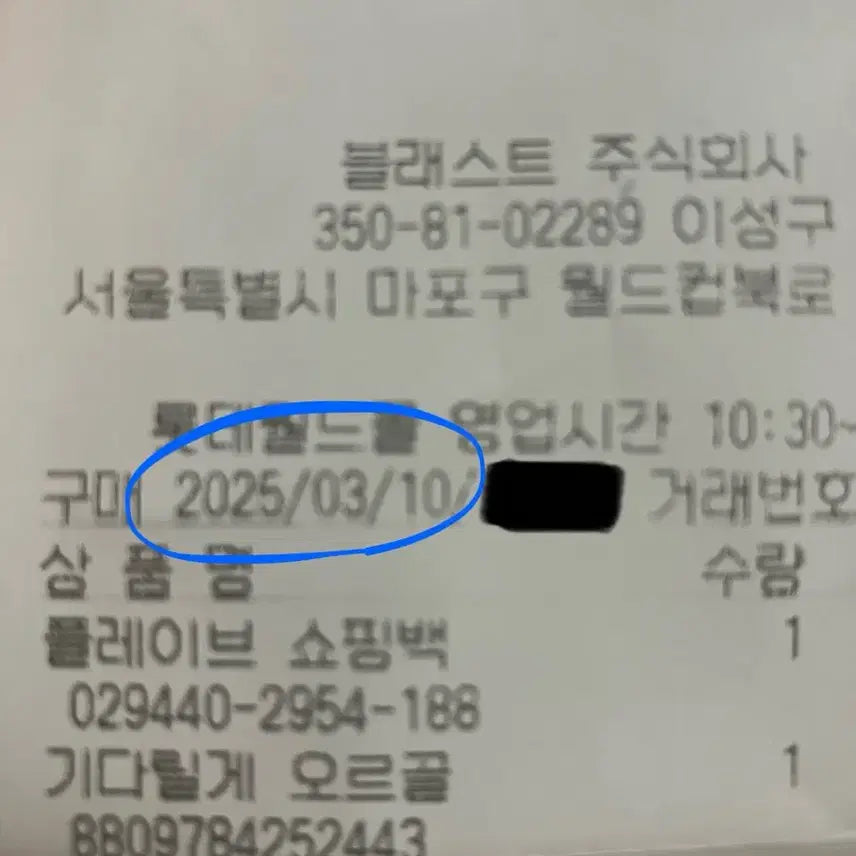 블래스트 주식회사
350-81-02289 이성구
서울특별시 마포구 월드컵북로
롯데월드몰 영업시간 10:30~
구매 2025/03/10/ 거래번호
상 품 명 수량
플레이브 쇼핑백 1
029440-2954-188
기다릴게 오르골 1
8809784252443